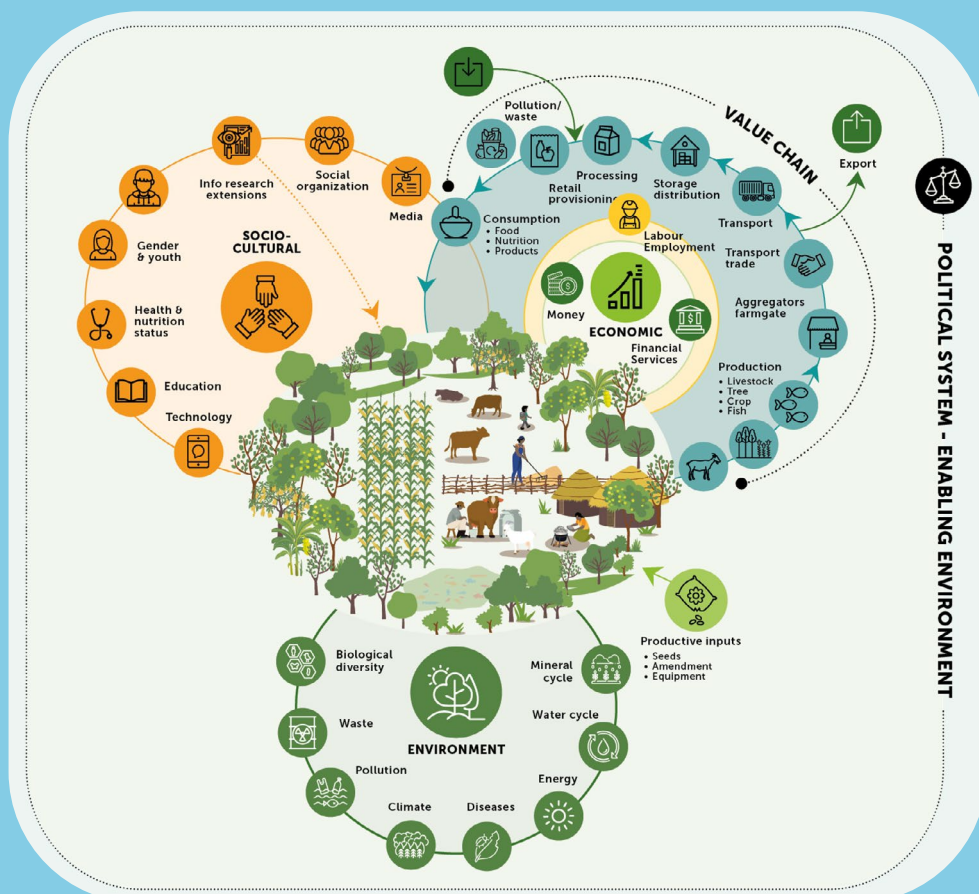 Pollution/
waste
Processing
Retail
provisioning
Storage
distribution
VALUE CHAIN
Export
Transport
Transport
trade
Aggregators
farmgate
Production
• Livestock
• Tree
• Crop
• Fish
Consumption
• Food
• Nutrition
• Products
Labour
Employment
Money
ECONOMIC
Financial
Services
Info research
extensions
Social
organization
Media
SOCIO-
CULTURAL
Gender
& youth
Health &
nutrition
status
Education
Technology
Productive inputs
• Seeds
• Amendment
• Equipment
Biological
diversity
Mineral
cycle
Waste
Water cycle
ENVIRONMENT
Pollution
Energy
Climate
Diseases
POLITICAL SYSTEM - ENABLING ENVIRONMENT